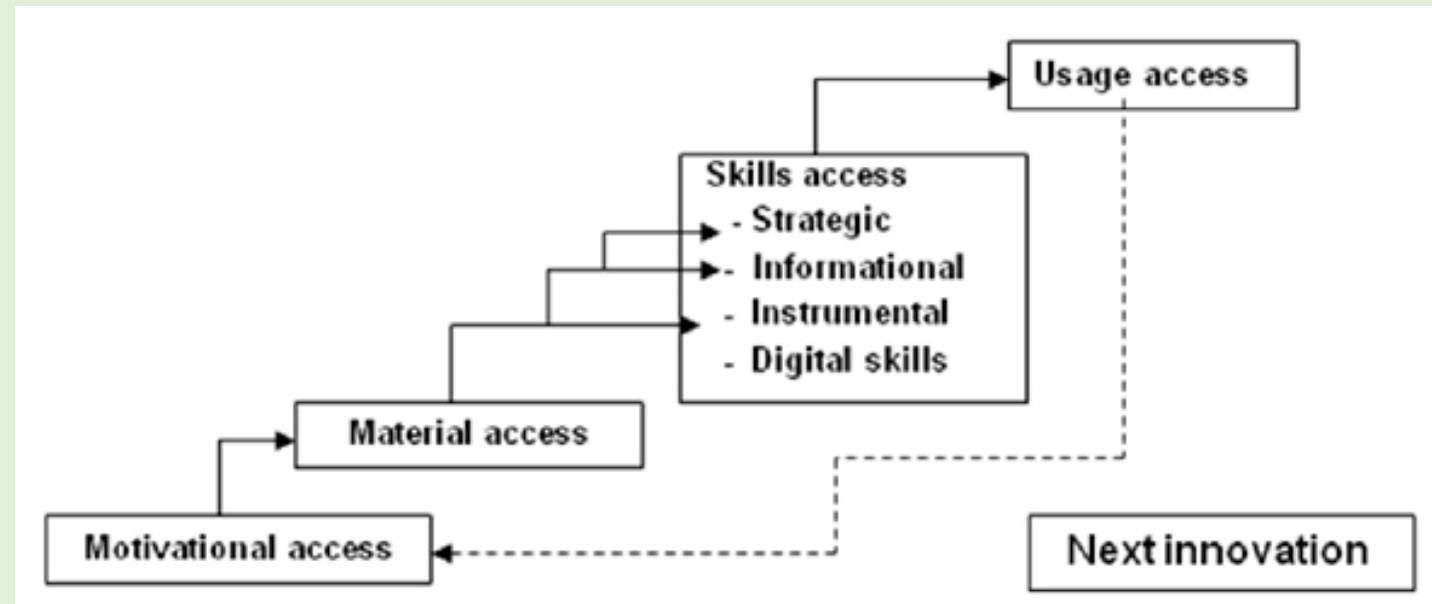 Usage access
Skills access
- Strategic
- Informational
- Instrumental
- Digital skills
Material access
Motivational access
Next innovation